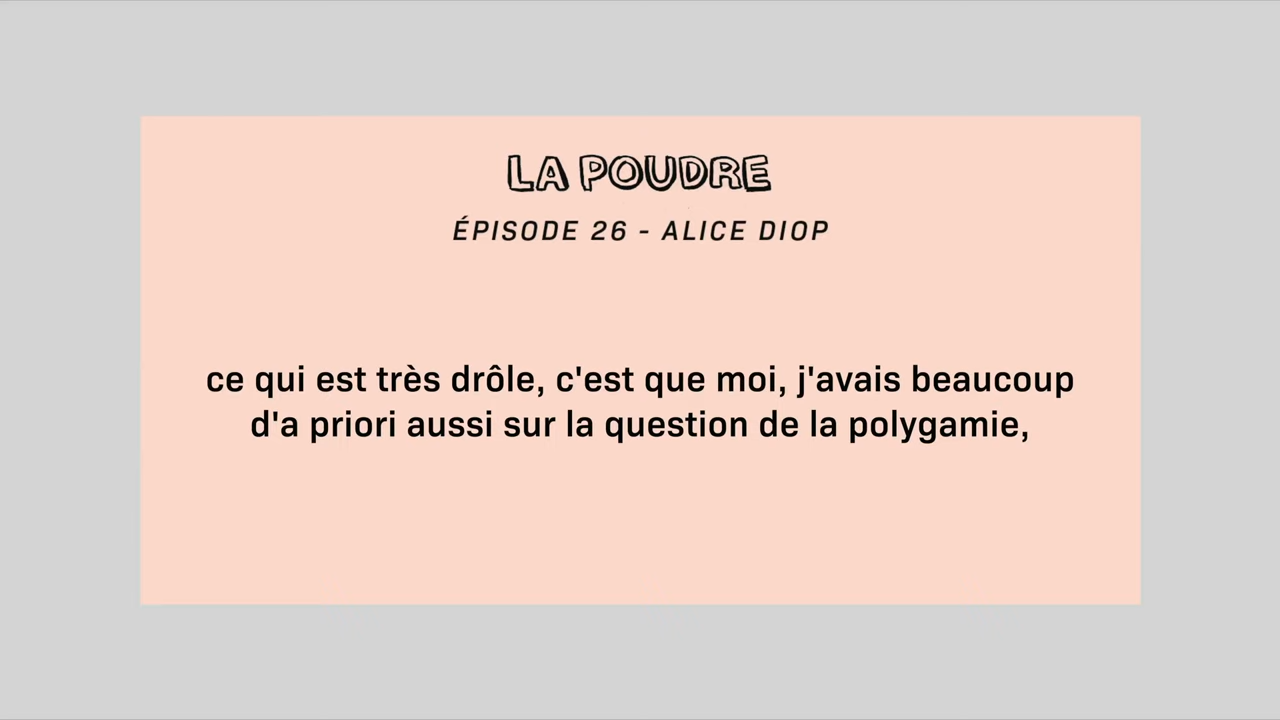 LA POUDRE
ÉPISODE 26 - ALICE DIOP
ce qui est très drôle, c'est que moi, j'avais beaucoup
d'a priori aussi sur la question de la polygamie,